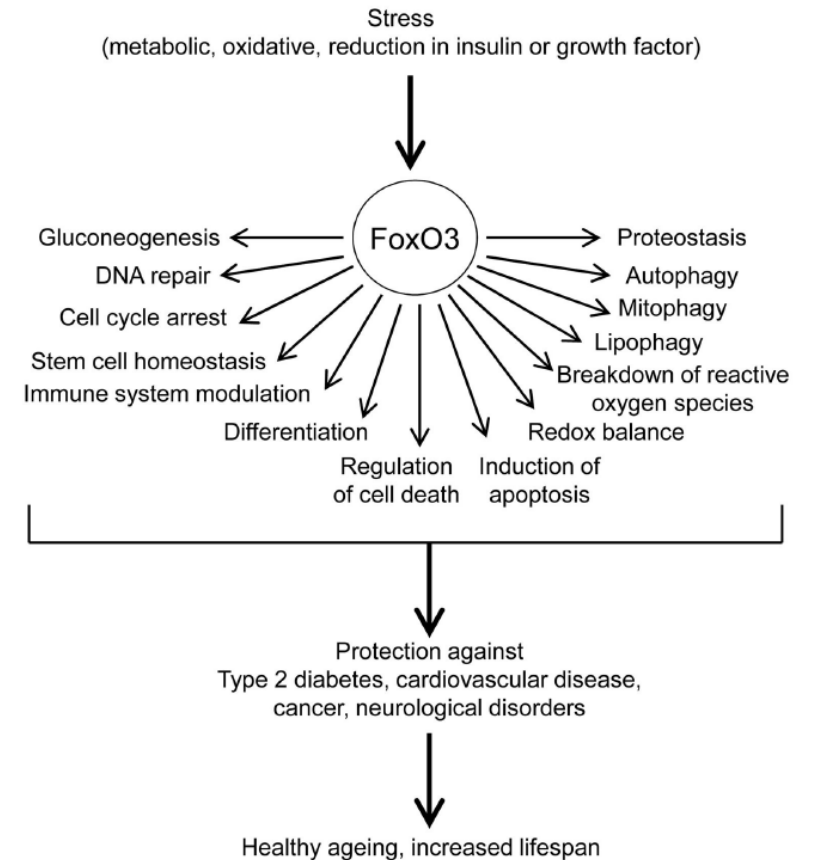 Stress
(metabolic, oxidative, reduction in insulin or growth factor)
FoxO3
Gluconeogenesis
DNA repair
Cell cycle arrest
Stem cell homeostasis
Immune system modulation
Differentiation
Regulation
of cell death
Induction of
apoptosis
Redox balance
Breakdown of reactive
oxygen species
Lipophagy
Mitophagy
Autophagy
Proteostasis
Protection against
Type 2 diabetes, cardiovascular disease,
cancer, neurological disorders
Healthy ageing, increased lifespan